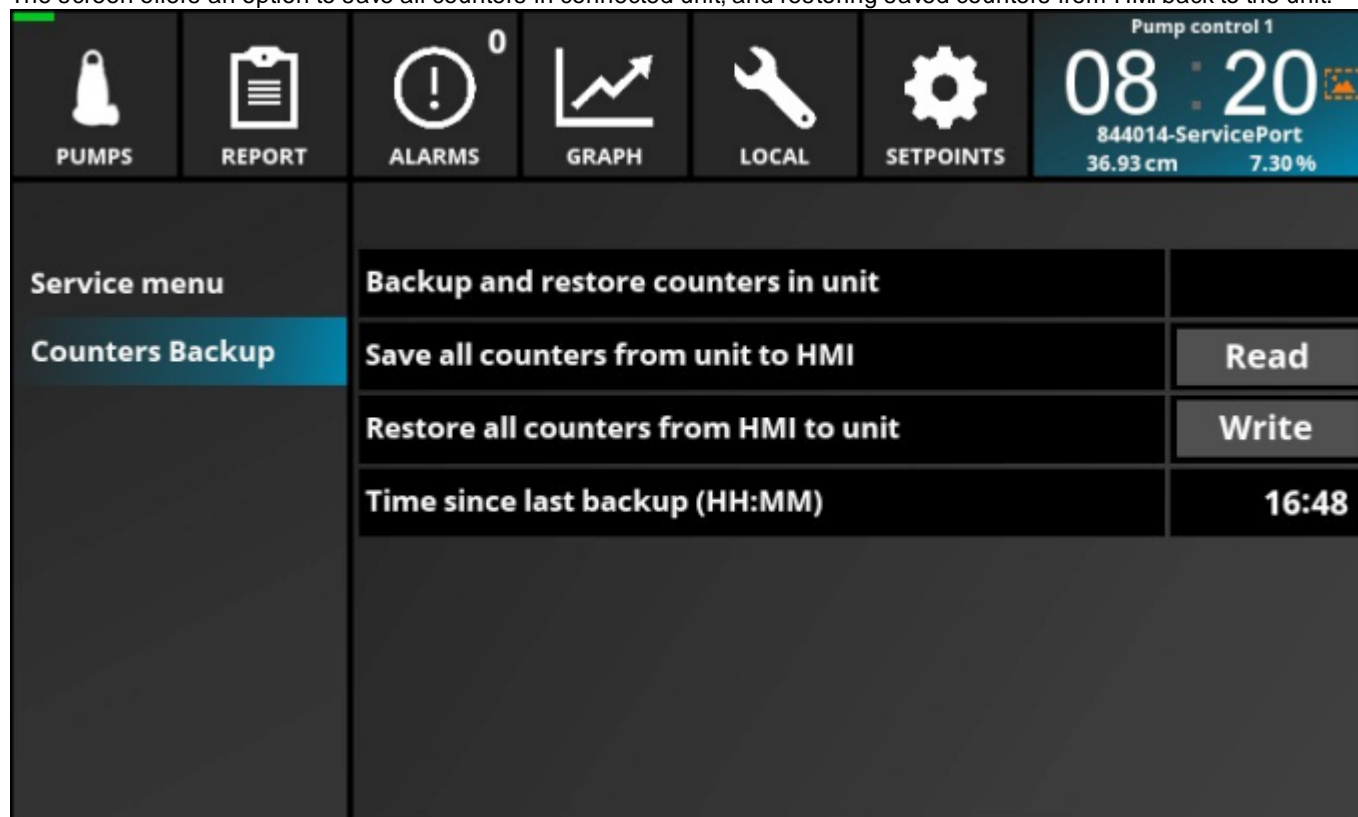 The screen offers an option to save all counters in connected unit, and restoring saved counters from HMI back to the unit.
PUMPS
REPORT
0
ALARMS
GRAPH
LOCAL
SETPOINTS
Pump control 1
08 : 20
844014-ServicePort
36.93 cm 7.30 %
Service menu
Counters Backup
Backup and restore counters in unit
Save all counters from unit to HMI Read
Restore all counters from HMI to unit Write
Time since last backup (HH:MM) 16:48